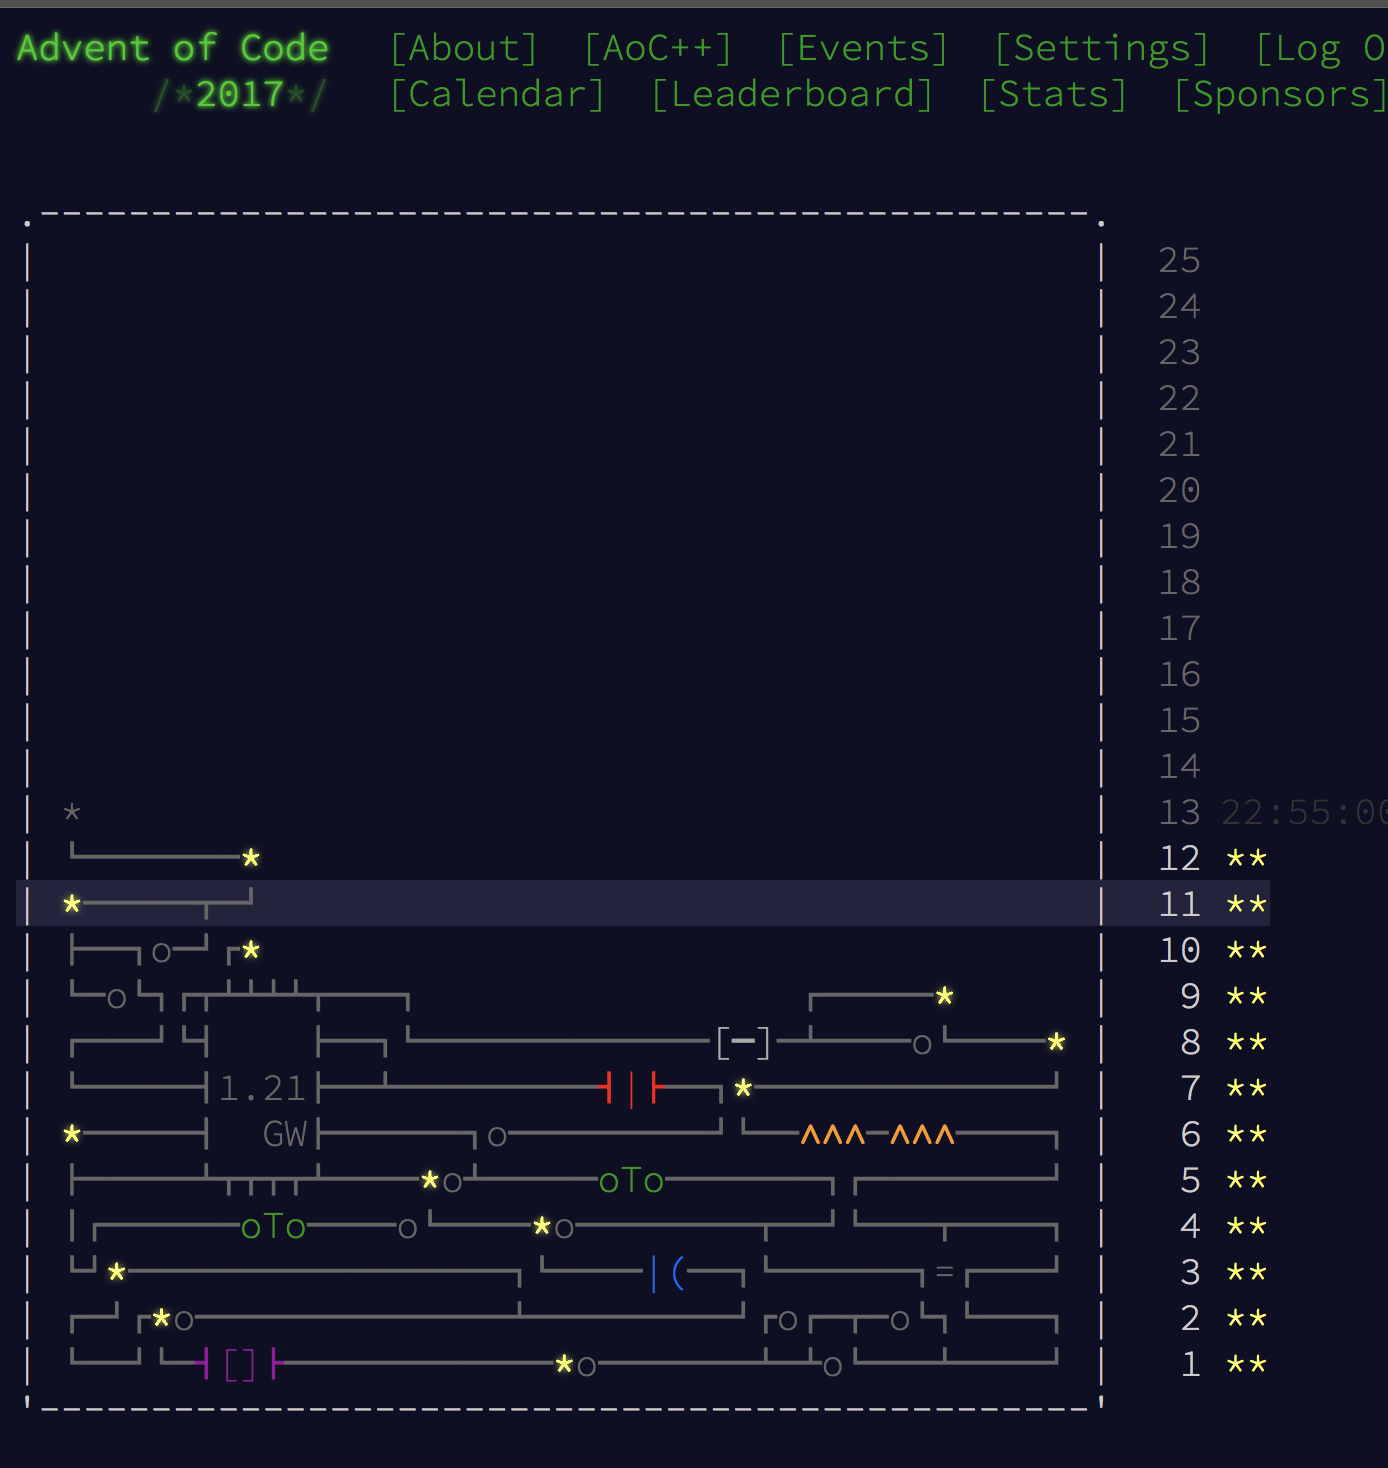 Advent of Code [About] [AoC++] [Events] [Settings] [Log O
/*2017*/ [Calendar] [Leaderboard] [Stats] [Sponsors]
25
24
23
22
21
20
19
18
17
16
15
14
* 13 22:55:00
* 12 **
* 11 **
o * 10 **
o * 9 **
[━] o * 8 **
1.21 | * 7 **
* GW o ^^^ ^^^ 6 **
* o oTo 5 **
oTo o * o 4 **
* |( = 3 **
* o o o 2 **
[] * o o 1 **